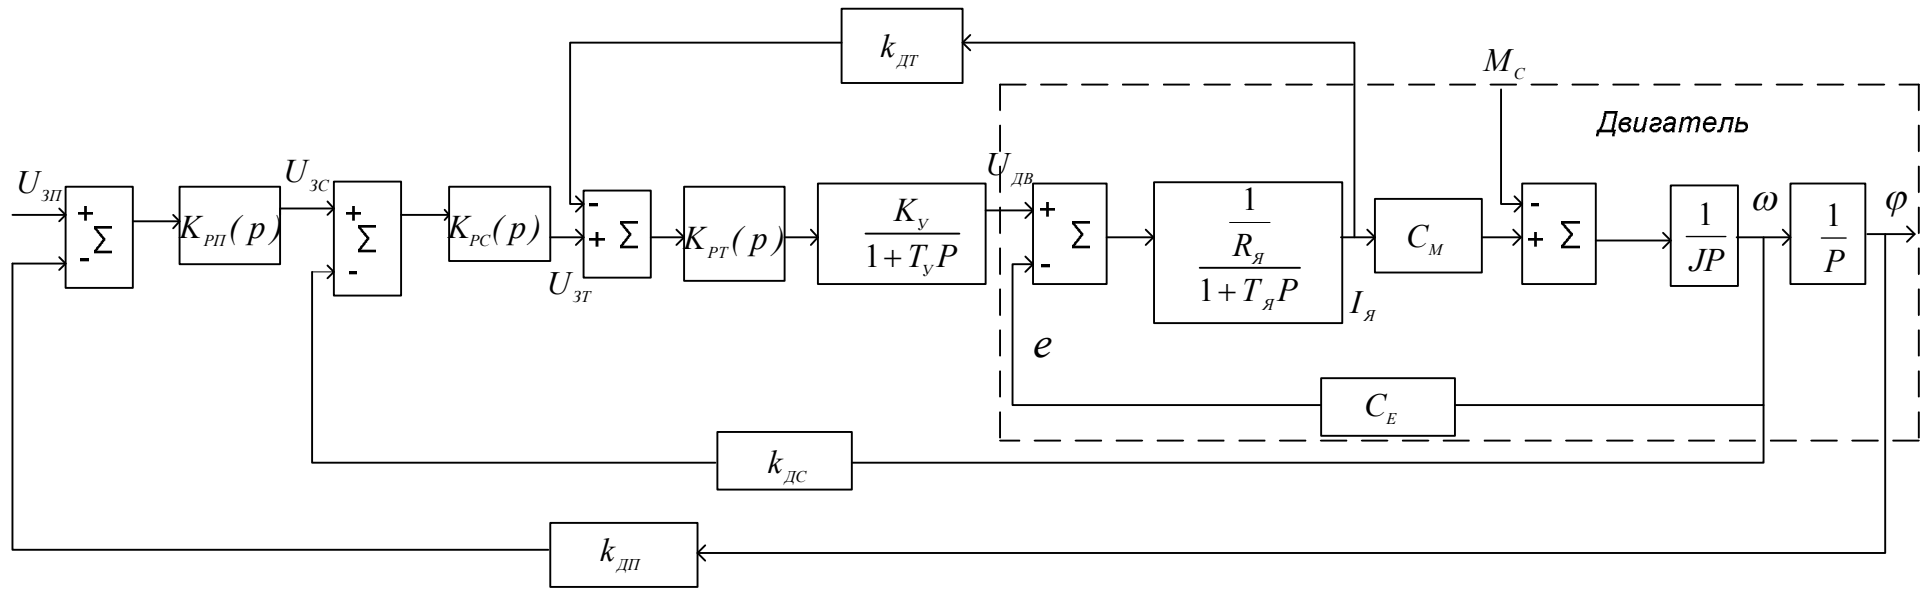 k_ДТ
M_С
Двигатель
U_ЗП
+
Σ
-
K_РП(p)
U_ЗС
+
Σ
-
K_РС(p)
U_ЗТ
-
+ Σ
K_РТ(p)
K_У
1+T_УP
U_ДВ
+
Σ
-
1
R_Я
1+T_ЯP
I_Я
C_М
-
+ Σ
1
JP
ω
1
P
φ
e
C_Е
k_ДС
k_ДП